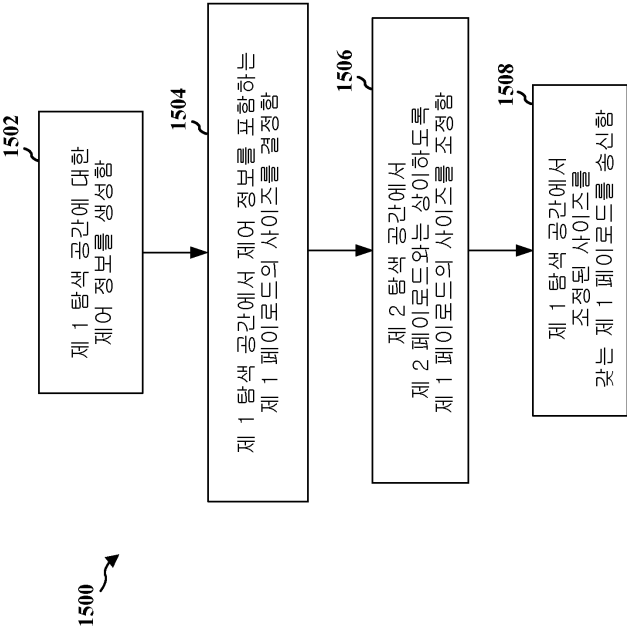 1500
1502
제 1 탐색 공간에 대한
제어 정보를 생성함
1504
제 1 탐색 공간에서 제어 정보를 포함하는
제 1 페이로드의 사이즈를 결정함
1506
제 2 탐색 공간에서
제 2 페이로드와는 상이하도록
제 1 페이로드의 사이즈를 조정함
1508
제 1 탐색 공간에서
조정된 사이즈를
갖는 제 1 페이로드를 송신함